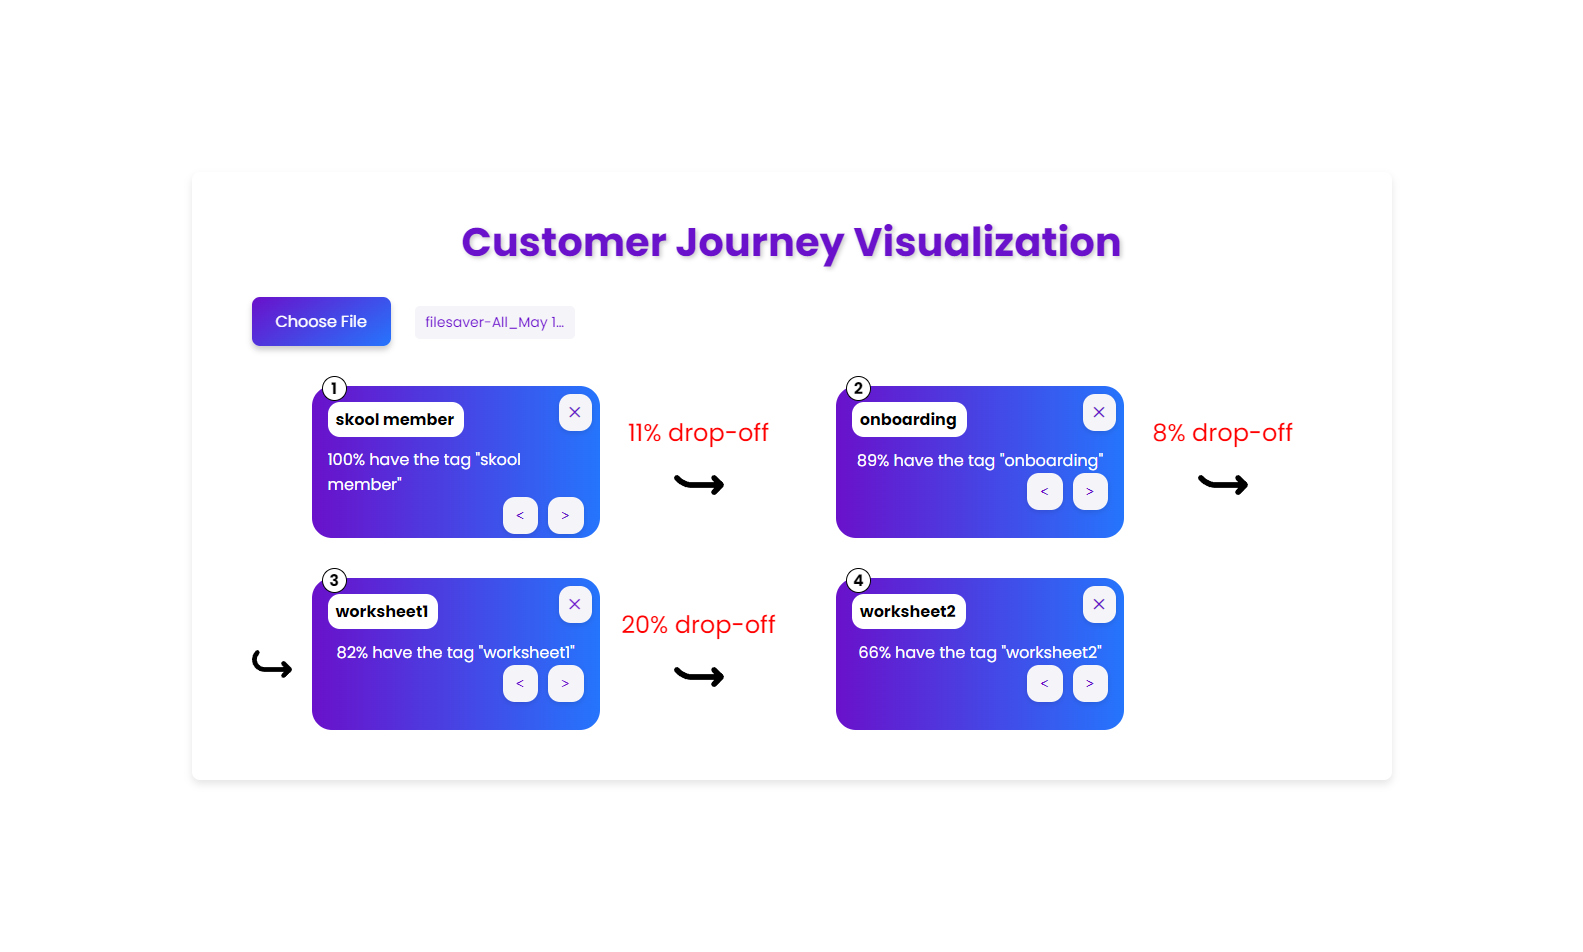 Customer Journey Visualization
Choose File
filesaver-All_May 1...
1
skool member
×
100% have the tag "skool
member"
<
>
11% drop-off
2
onboarding
×
89% have the tag "onboarding"
<
>
8% drop-off
3
worksheet1
×
82% have the tag "worksheet1"
<
>
20% drop-off
4
worksheet2
×
66% have the tag "worksheet2"
<
>